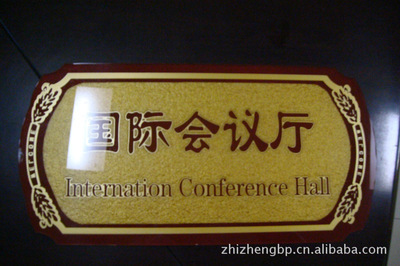 国际会议厅
Internation Conference Hall
zhizhengbp.cn.alibaba.com